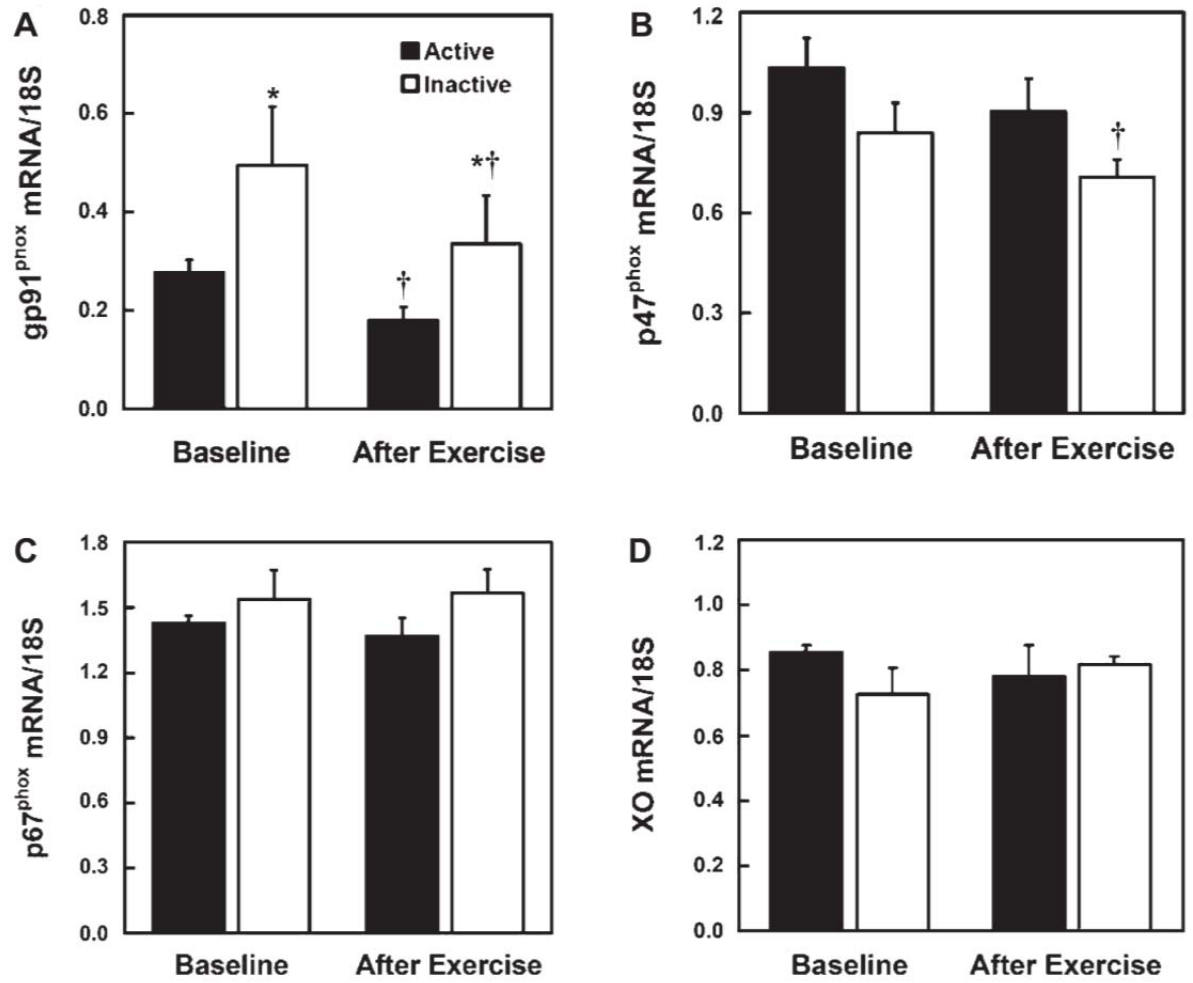 A
gp91ᵖⁿᵒˣ mRNA/18S
0.8
0.6
0.4
0.2
0.0
Active
Inactive
*
†
*†
Baseline
After Exercise
B
p47ᵖʰᵒˣ mRNA/18S
1.2
0.9
0.6
0.3
0.0
†
Baseline
After Exercise
C
p67ᵖʰᵒˣ mRNA/18S
1.8
1.5
1.2
0.9
0.6
0.3
0.0
Baseline
After Exercise
D
XO mRNA/18S
1.2
1.0
0.8
0.6
0.4
0.2
0.0
Baseline
After Exercise